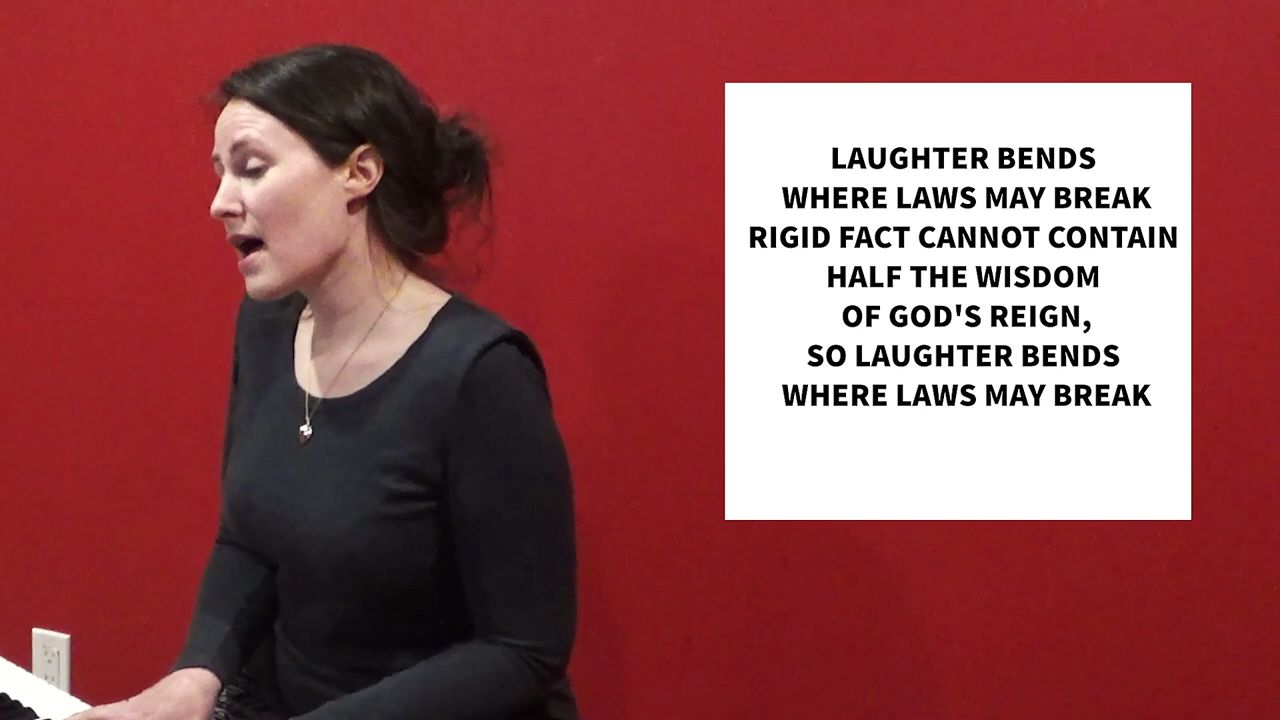 LAUGHTER BENDS
WHERE LAWS MAY BREAK
RIGID FACT CANNOT CONTAIN
HALF THE WISDOM
OF GOD'S REIGN,
SO LAUGHTER BENDS
WHERE LAWS MAY BREAK